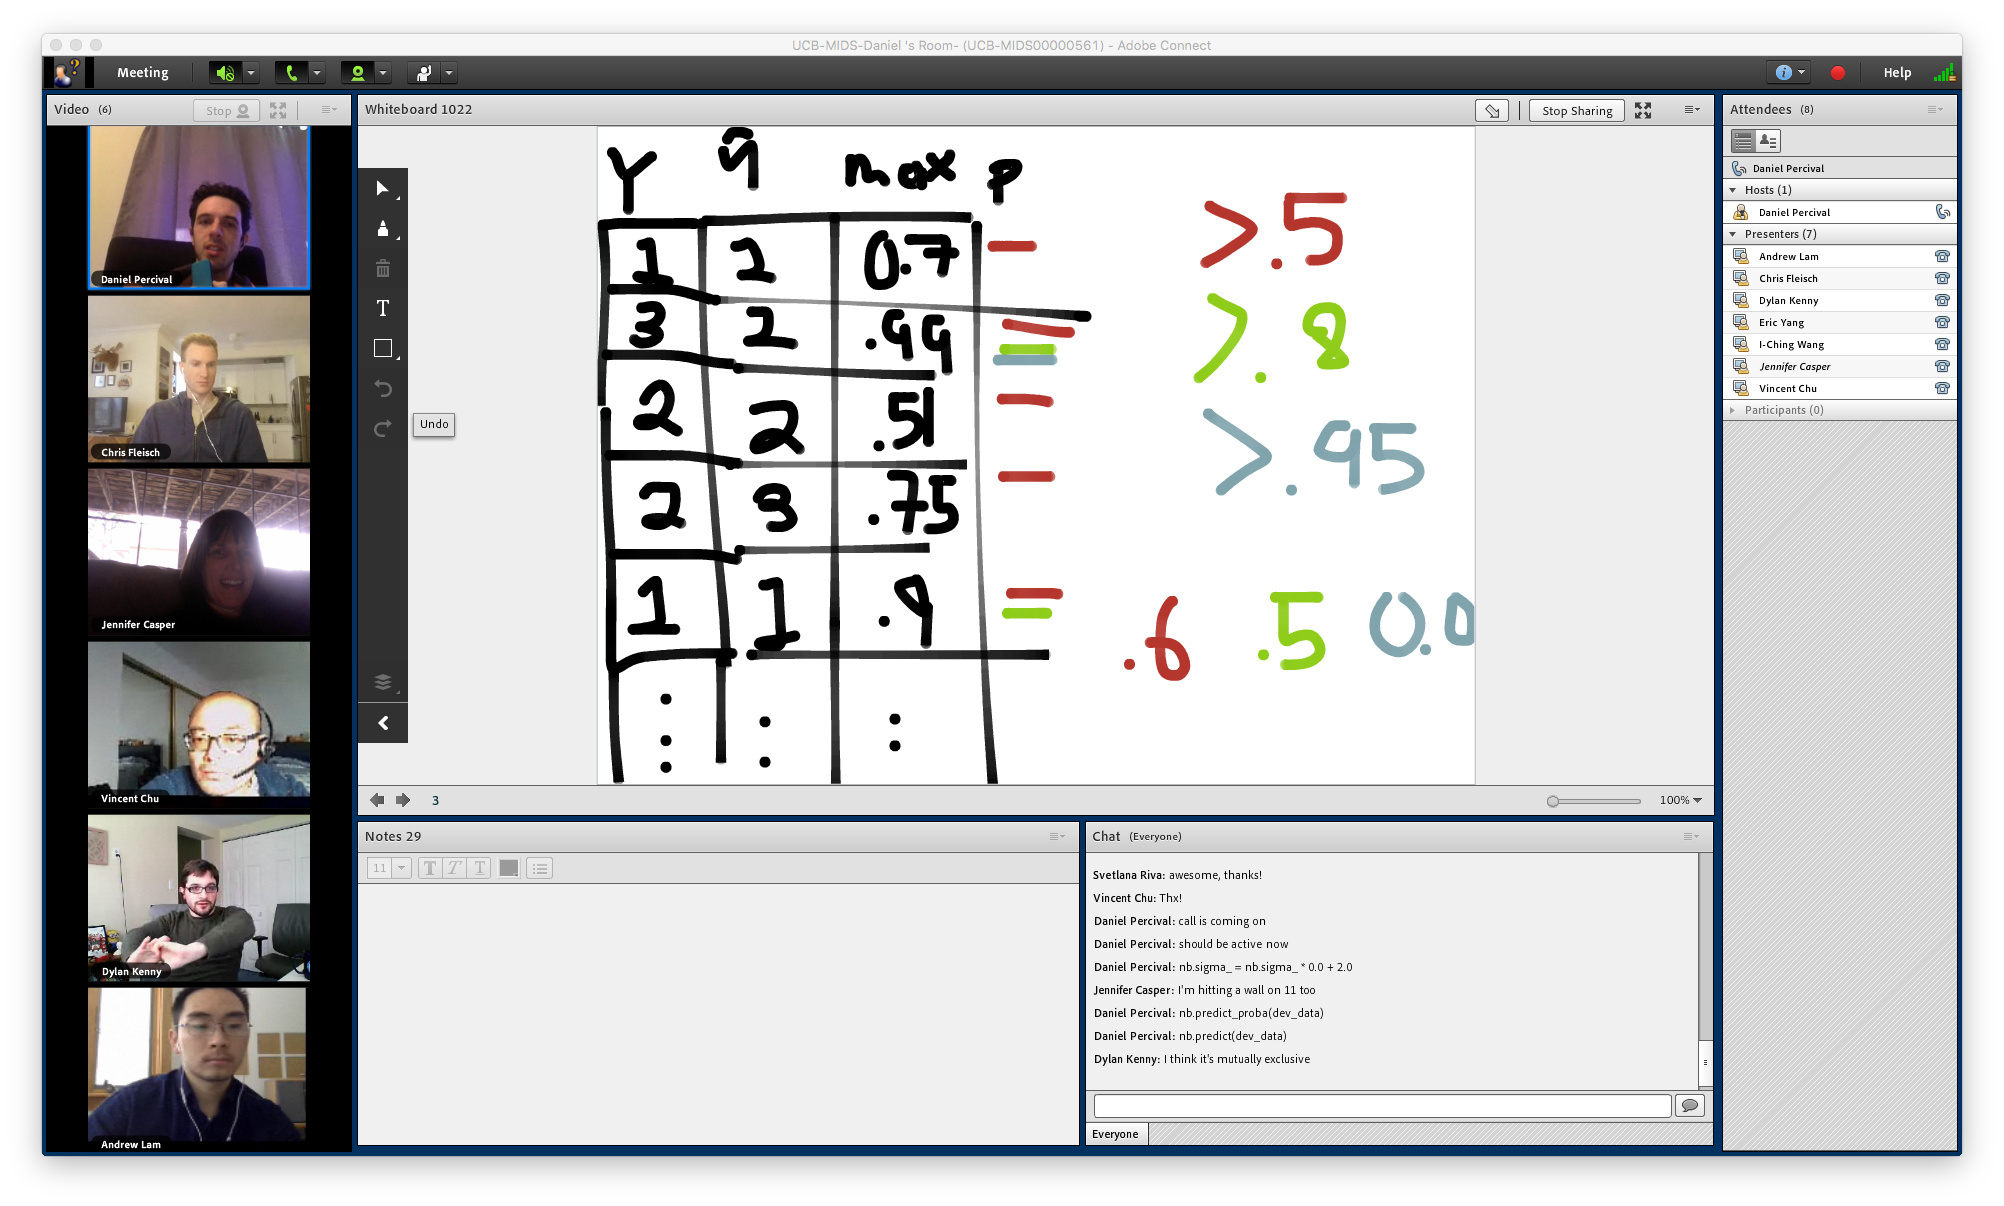 UCB-MIDS-Daniel 's Room- (UCB-MIDS00000561) - Adobe Connect
Meeting
Help
Video (6)
Stop
Daniel Percival
Chris Fleisch
Jennifer Casper
Vincent Chu
Dylan Kenny
Andrew Lam
Whiteboard 1022
Stop Sharing
T
Undo
Y ŷ max P
1 2 0.7
3 2 .99
2 2 .51
2 3 .75
1 1 .9
>.5
>.8
>.95
.6 .5 0.0
3
100%
Notes 29
11 T T T
Chat (Everyone)
Svetlana Riva: awesome, thanks!
Vincent Chu: Thx!
Daniel Percival: call is coming on
Daniel Percival: should be active now
Daniel Percival: nb.sigma_ = nb.sigma_ * 0.0 + 2.0
Jennifer Casper: I'm hitting a wall on 11 too
Daniel Percival: nb.predict_proba(dev_data)
Daniel Percival: nb.predict(dev_data)
Dylan Kenny: I think it's mutually exclusive
Everyone
Attendees (8)
Daniel Percival
Hosts (1)
Daniel Percival
Presenters (7)
Andrew Lam
Chris Fleisch
Dylan Kenny
Eric Yang
I-Ching Wang
Jennifer Casper
Vincent Chu
Participants (0)